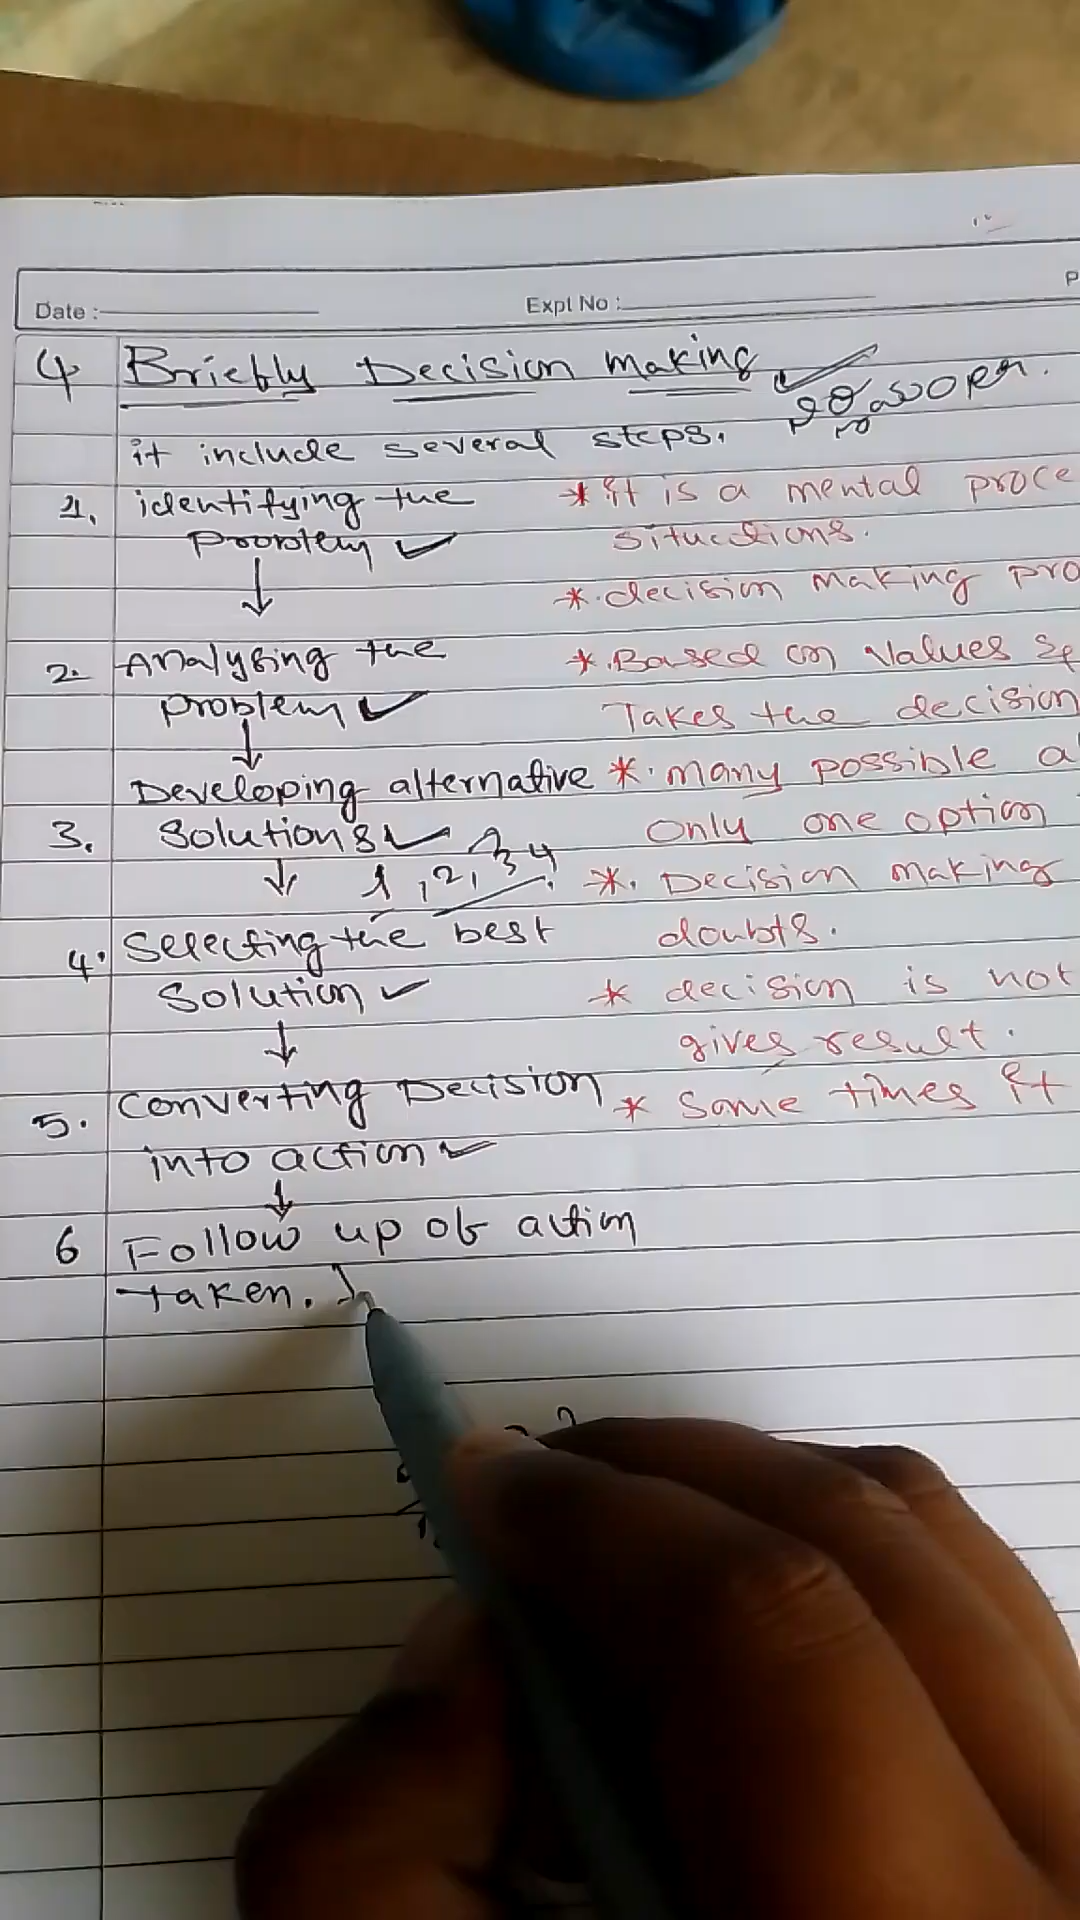 Date :
Expt No :
P
4 Briefly Decision making
it include several steps.
1. identifying the
problem
* it is a mental proce
situations.
* decision making pro
2. Analysing the
problem
* Based on values
Takes the decision
Developing alternative
3. Solutions
* many possible a
Only one option
1, 2, 3 4
*. Decision making
doubts.
4. Selecting the best
Solution
* decision is not
gives result.
5. Converting Decision
into action
* Some times it
6 Follow up of action
taken.